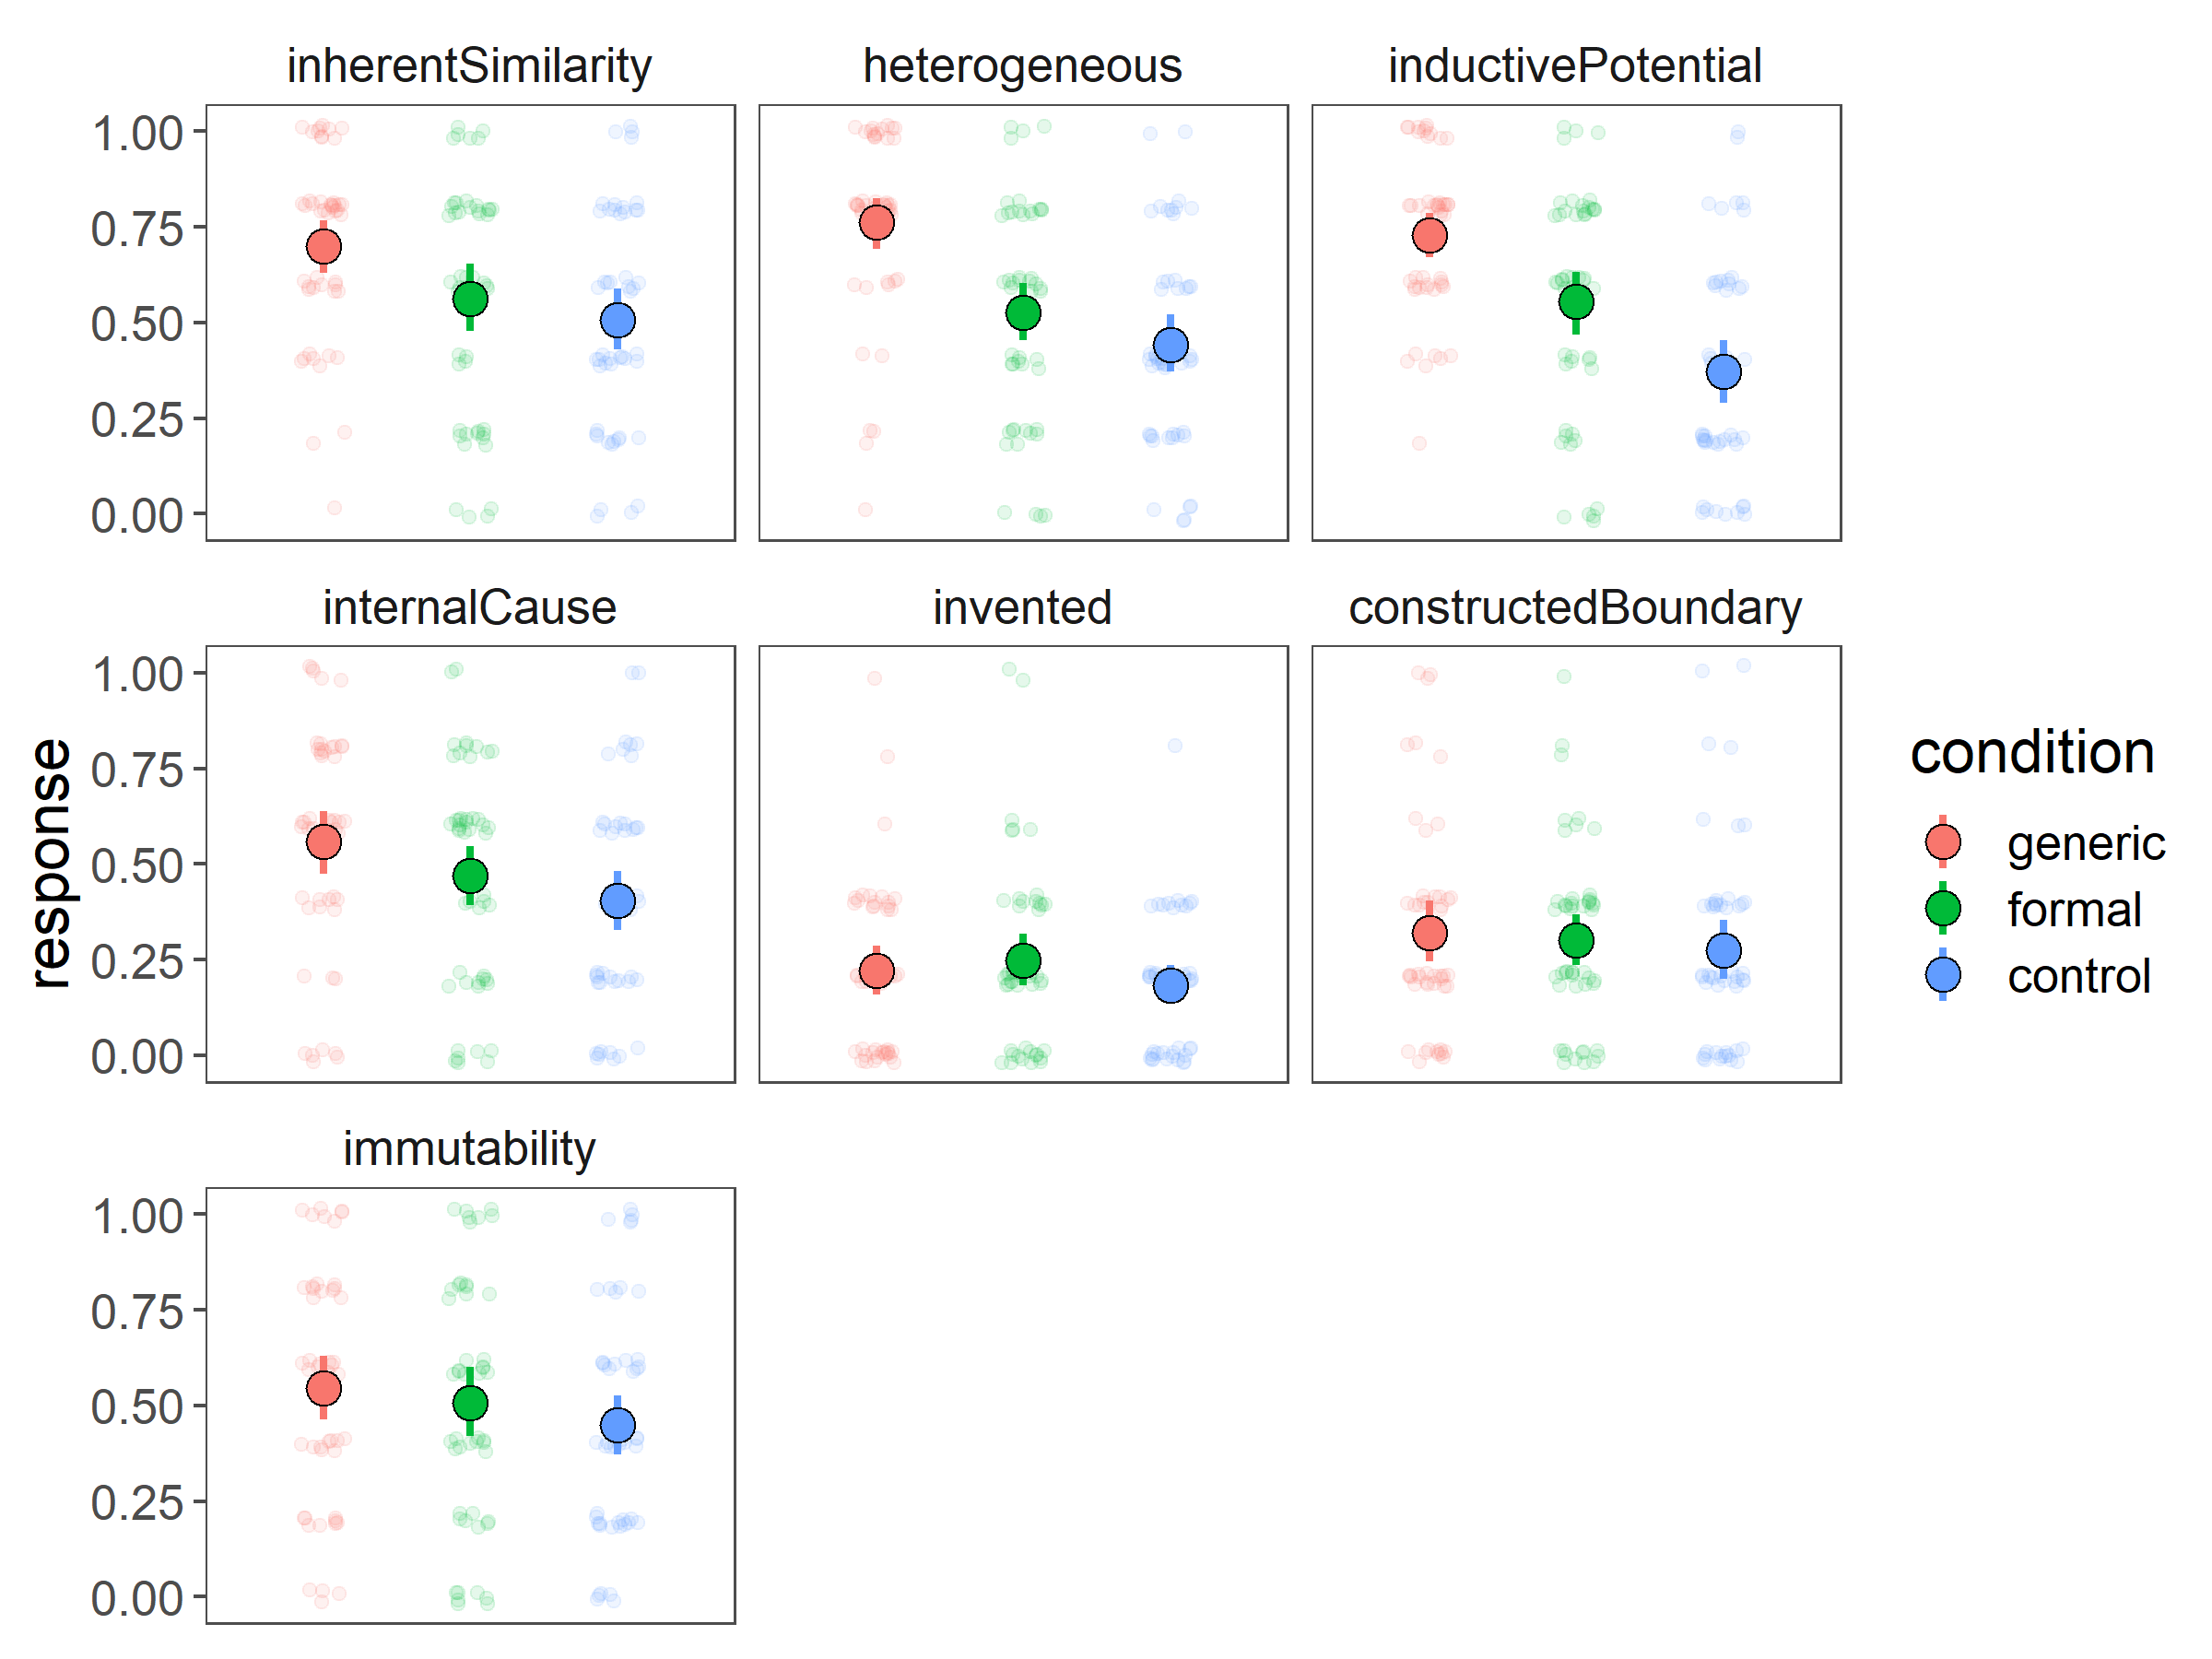 inherentSimilarity
heterogeneous
inductivePotential
1.00
0.75
0.50
0.25
0.00
internalCause
invented
constructedBoundary
1.00
0.75
0.50
0.25
0.00
response
condition
generic
formal
control
immutability
1.00
0.75
0.50
0.25
0.00